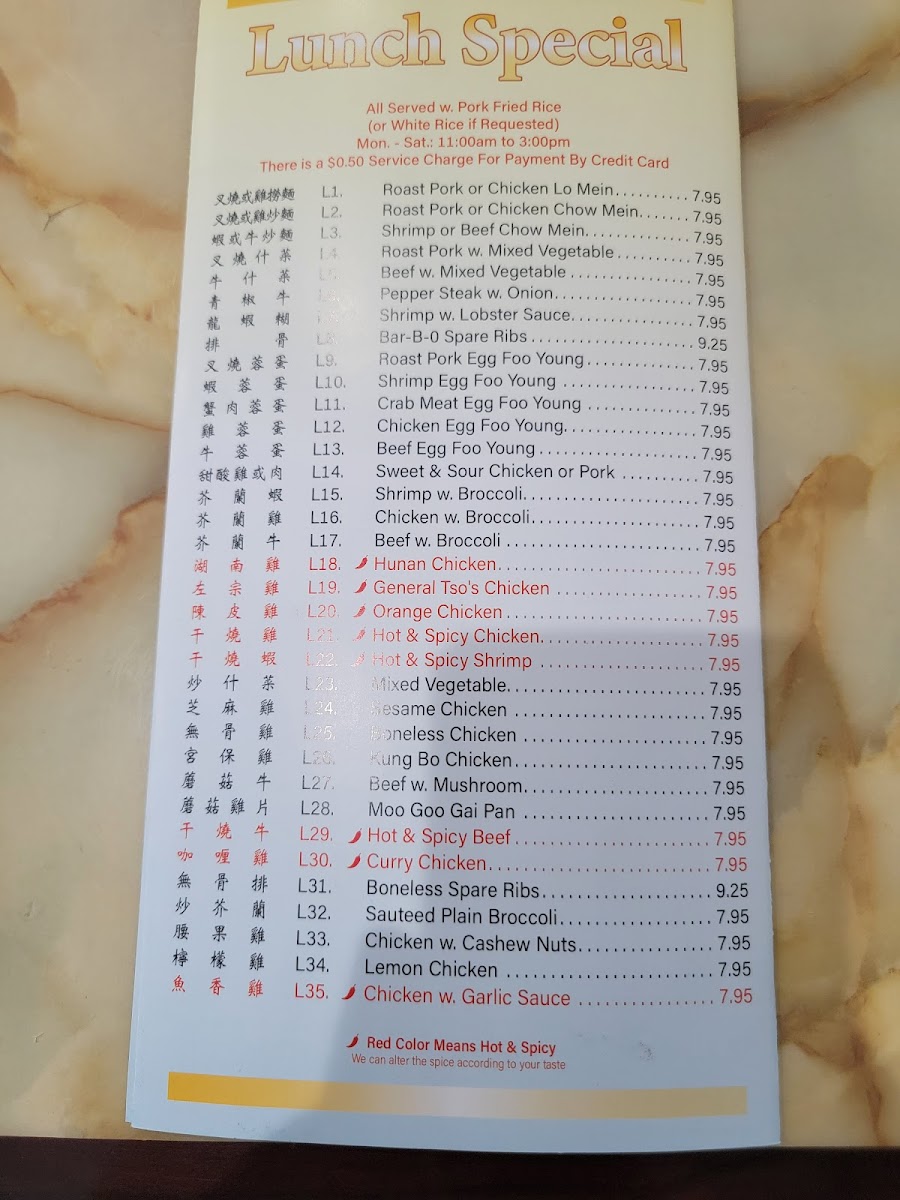 Lunch Special
All Served w. Pork Fried Rice
(or White Rice if Requested)
Mon. - Sat.: 11:00am to 3:00pm
There is a $0.50 Service Charge For Payment By Credit Card
叉燒或雞撈麵 L1. Roast Pork or Chicken Lo Mein......... 7.95
叉燒或雞炒麵 L2. Roast Pork or Chicken Chow Mein....... 7.95
蝦或牛炒麵 L3. Shrimp or Beef Chow Mein............. 7.95
叉燒什菜 L4. Roast Pork w. Mixed Vegetable .......... 7.95
牛什菜 L5. Beef w. Mixed Vegetable ............... 7.95
青椒牛 Pepper Steak w. Onion................. 7.95
龍蝦糊 Shrimp w. Lobster Sauce............... 7.95
排骨 L8. Bar-B-0 Spare Ribs .................... 9.25
叉燒蓉蛋 L9. Roast Pork Egg Foo Young.............. 7.95
蝦蓉蛋 L10. Shrimp Egg Foo Young ................. 7.95
蟹肉蓉蛋 L11. Crab Meat Egg Foo Young .............. 7.95
雞蓉蛋 L12. Chicken Egg Foo Young................. 7.95
牛蓉蛋 L13. Beef Egg Foo Young.................... 7.95
甜酸雞或肉 L14. Sweet & Sour Chicken or Pork .......... 7.95
芥蘭蝦 L15. Shrimp w. Broccoli..................... 7.95
芥蘭雞 L16. Chicken w. Broccoli.................... 7.95
芥蘭牛 L17. Beef w. Broccoli ....................... 7.95
湖南雞 L18. Hunan Chicken........................ 7.95
左宗雞 L19. General Tso's Chicken ................. 7.95
陳皮雞 L20. Orange Chicken....................... 7.95
干燒雞 L21. Hot & Spicy Chicken................... 7.95
干燒蝦 L22. Hot & Spicy Shrimp ................... 7.95
炒什菜 L23. Mixed Vegetable....................... 7.95
芝麻雞 L24. Sesame Chicken ...................... 7.95
無骨雞 L25. Boneless Chicken ..................... 7.95
宮保雞 L26. Kung Bo Chicken...................... 7.95
蘑菇牛 L27. Beef w. Mushroom..................... 7.95
蘑菇雞片 L28. Moo Goo Gai Pan ..................... 7.95
干燒牛 L29. Hot & Spicy Beef...................... 7.95
咖喱雞 L30. Curry Chicken......................... 7.95
無骨排 L31. Boneless Spare Ribs................... 9.25
炒芥蘭 L32. Sauteed Plain Broccoli................. 7.95
腰果雞 L33. Chicken w. Cashew Nuts............... 7.95
檸檬雞 L34. Lemon Chicken ....................... 7.95
魚香雞 L35. Chicken w. Garlic Sauce ............... 7.95
Red Color Means Hot & Spicy
We can alter the spice according to your taste